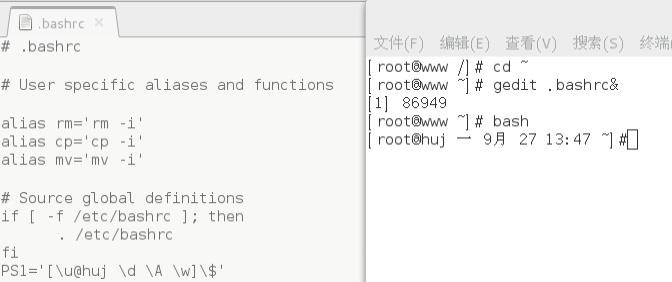 .bashrc ×
# .bashrc
# User specific aliases and functions
alias rm='rm -i'
alias cp='cp -i'
alias mv='mv -i'
# Source global definitions
if [ -f /etc/bashrc ]; then
. /etc/bashrc
fi
PS1='[\u@huj \d \A \w]\$'
文件(F) 编辑(E) 查看(V) 搜索(S) 终端(
[root@www /]# cd ~
[root@www ~]# gedit .bashrc&
[1] 86949
[root@www ~]# bash
[root@huj 一 9月 27 13:47 ~]#